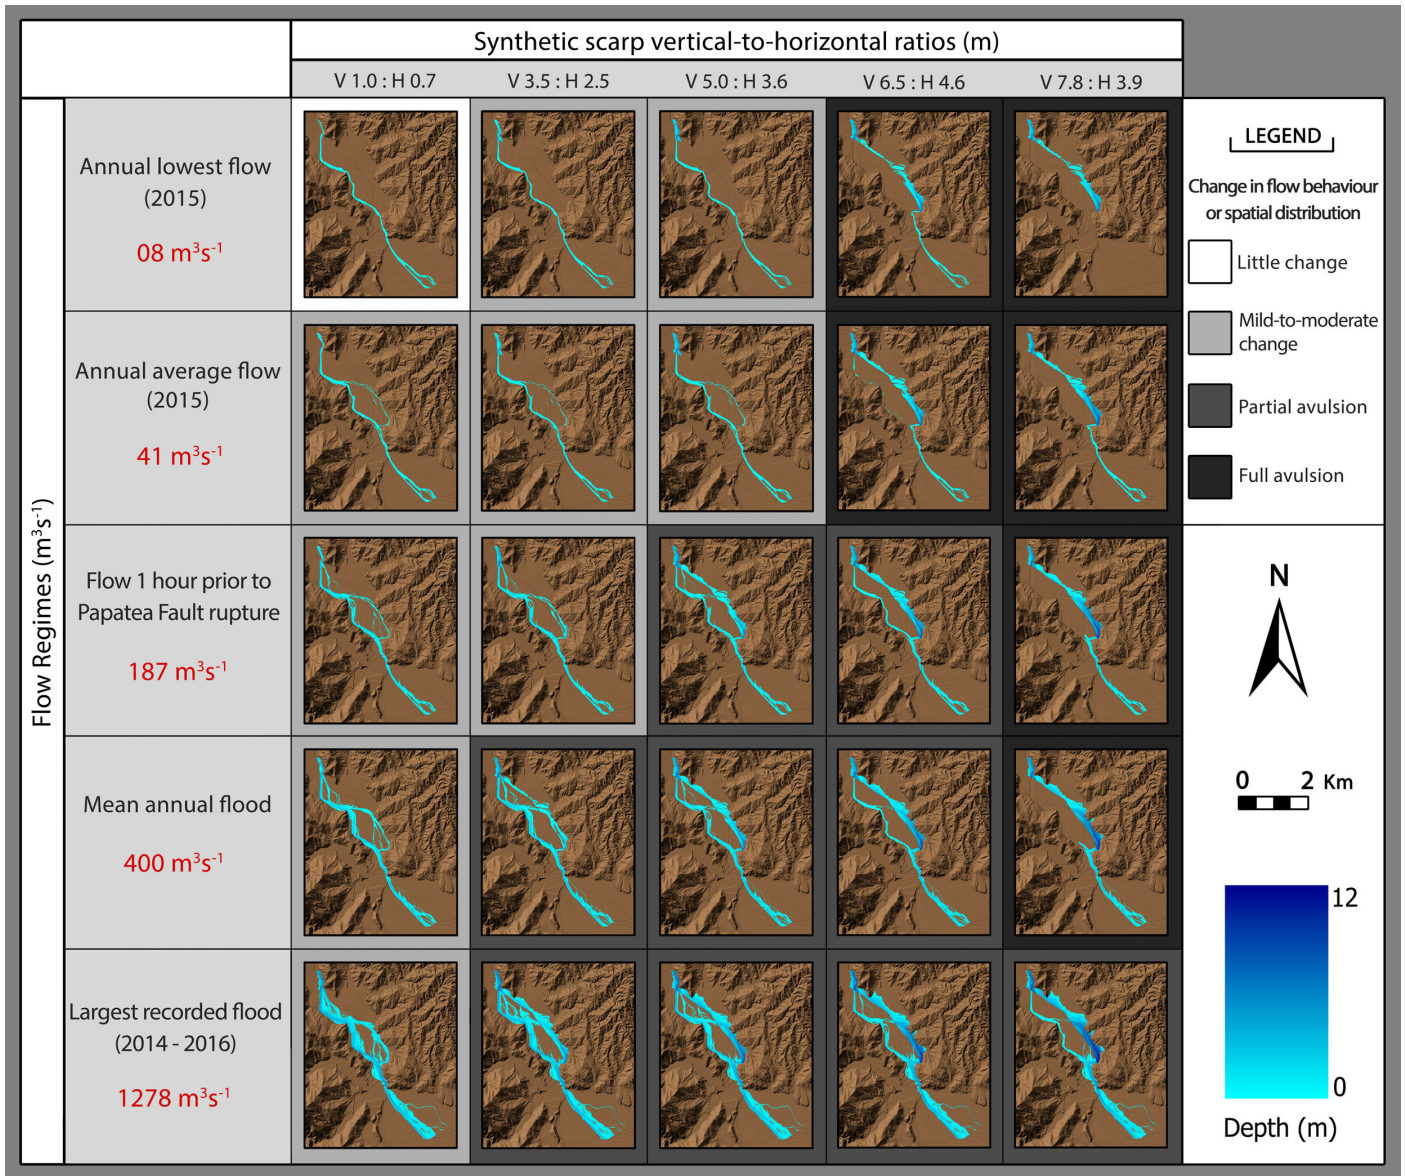 Synthetic scarp vertical-to-horizontal ratios (m)
V 1.0 : H 0.7
V 3.5 : H 2.5
V 5.0 : H 3.6
V 6.5 : H 4.6
V 7.8 : H 3.9
Flow Regimes (m³s⁻¹)
Annual lowest flow
(2015)
08 m³s⁻¹
Annual average flow
(2015)
41 m³s⁻¹
Flow 1 hour prior to
Papatea Fault rupture
187 m³s⁻¹
Mean annual flood
400 m³s⁻¹
Largest recorded flood
(2014 - 2016)
1278 m³s⁻¹
LEGEND
Change in flow behaviour
or spatial distribution
Little change
Mild-to-moderate
change
Partial avulsion
Full avulsion
N
0 2 Km
12
0
Depth (m)